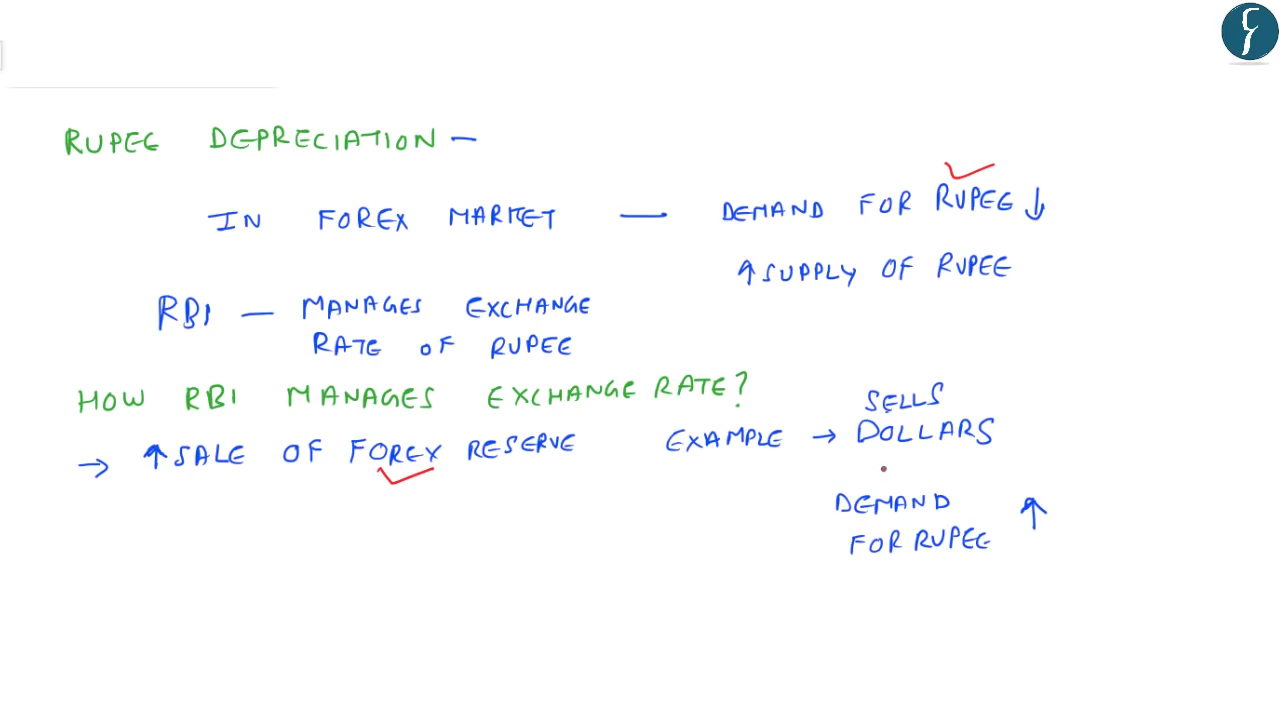 RUPEE DEPRECIATION —
IN FOREX MARKET — DEMAND FOR RUPEE ↓
↑ SUPPLY OF RUPEE
RBI — MANAGES EXCHANGE
RATE OF RUPEE
HOW RBI MANAGES EXCHANGE RATE?
→ ↑ SALE OF FOREX RESERVE EXAMPLE → SELLS
DOLLARS
DEMAND ↑
FOR RUPEE